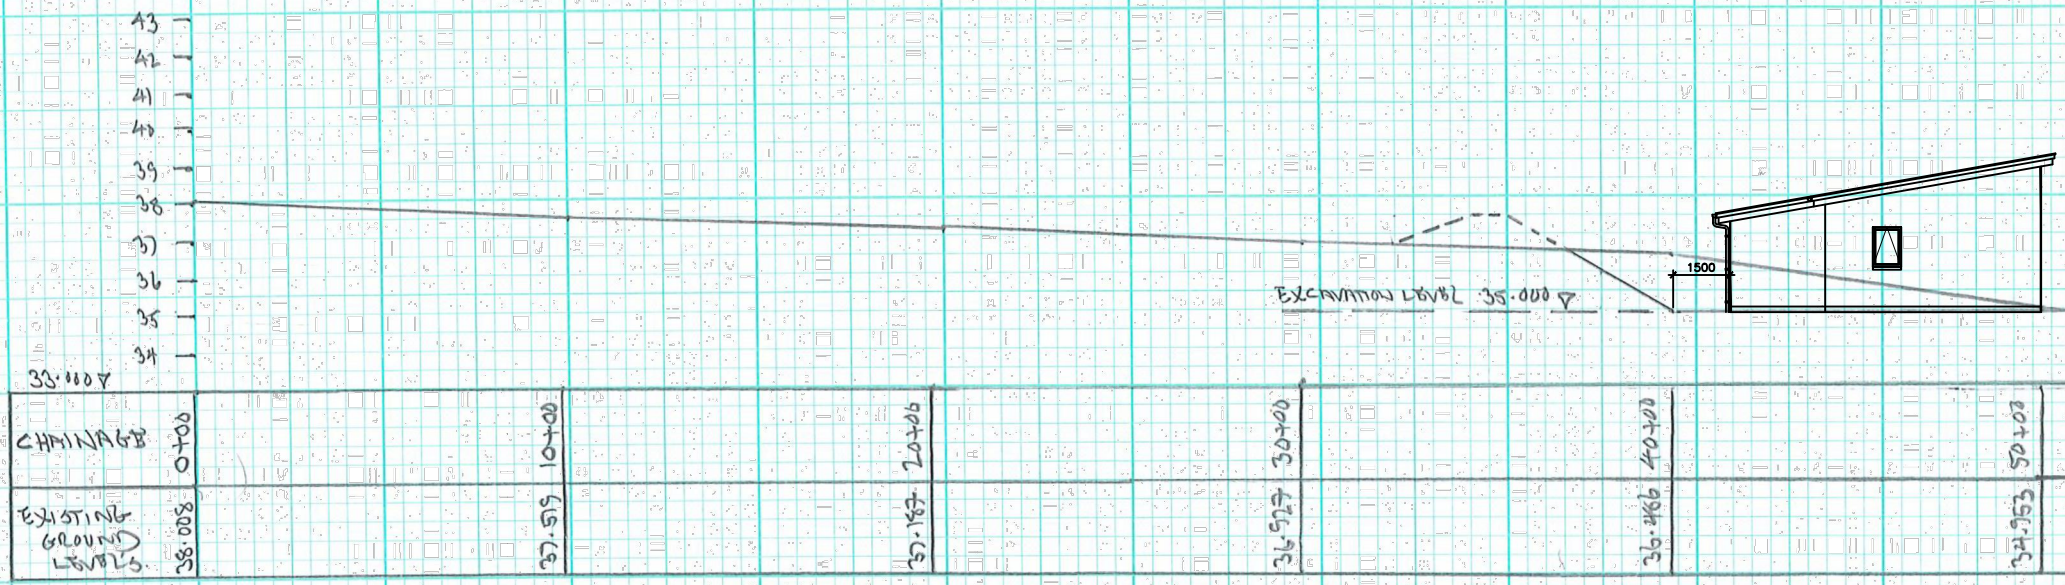 43
42
41
40
39
38
37
36
35
34
33.000
1500
EXCAVATION LEVEL 35.000
CHAINAGE 0+00 10+00 20+00 30+00 40+00 50+00
EXISTING
GROUND
LEVELS.
38.008 37.519 37.187 36.927 36.466 34.953